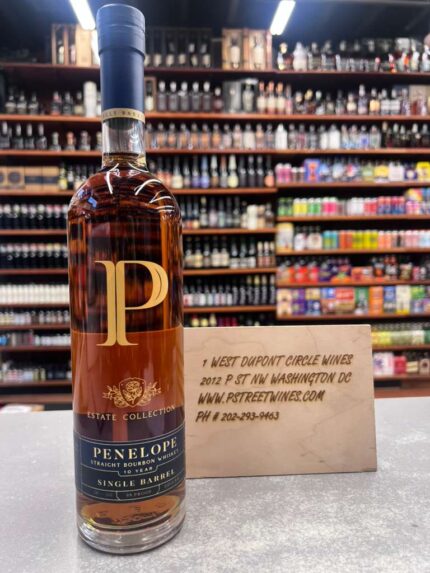 P
ESTATE COLLECTION
PENELOPE
STRAIGHT BOURBON WHISKEY
10 YEAR
SINGLE BARREL
1 WEST DUPONT CIRCLE WINES
2012 P ST NW WASHINGTON DC
WWW.PSTREETWINES.COM
PH # 202-293-9463